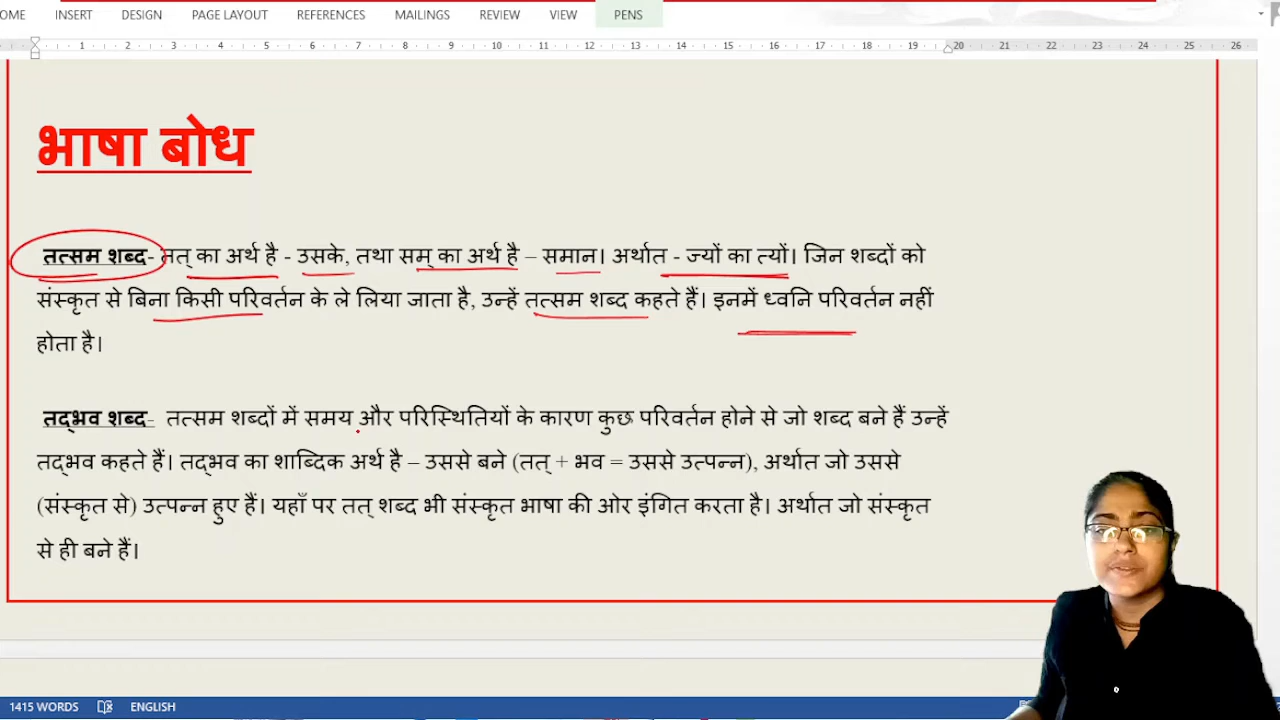 OME INSERT DESIGN PAGE LAYOUT REFERENCES MAILINGS REVIEW VIEW PENS
1 2 3 4 5 6 7 8 9 10 11 12 13 14 15 16 17 18 19 20 21 22 23 24 25 26
भाषा बोध
तत्सम शब्द- तत् का अर्थ है - उसके, तथा सम् का अर्थ है – समान। अर्थात - ज्यों का त्यों। जिन शब्दों को
संस्कृत से बिना किसी परिवर्तन के ले लिया जाता है, उन्हें तत्सम शब्द कहते हैं। इनमें ध्वनि परिवर्तन नहीं
होता है।
तद्भव शब्द- तत्सम शब्दों में समय और परिस्थितियों के कारण कुछ परिवर्तन होने से जो शब्द बने हैं उन्हें
तद्भव कहते हैं। तद्भव का शाब्दिक अर्थ है – उससे बने (तत् + भव = उससे उत्पन्न), अर्थात जो उससे
(संस्कृत से) उत्पन्न हुए हैं। यहाँ पर तत् शब्द भी संस्कृत भाषा की ओर इंगित करता है। अर्थात जो संस्कृत
से ही बने हैं।
1415 WORDS ENGLISH